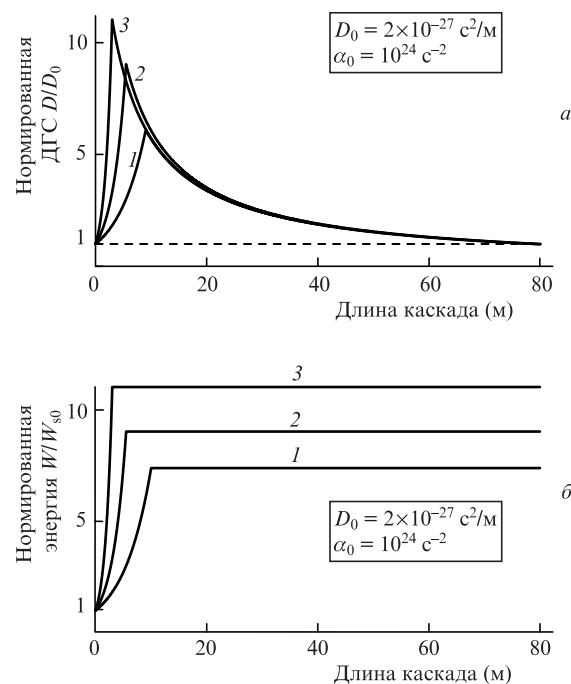 Нормированная
ДГС D/D₀
10
5
1
3
2
1
D₀ = 2×10⁻²⁷ с²/м
α₀ = 10²⁴ с⁻²
а
0 20 40 60 80
Длина каскада (м)
Нормированная
энергия W/Wₛ₀
10
5
1
3
2
1
D₀ = 2×10⁻²⁷ с²/м
α₀ = 10²⁴ с⁻²
б
0 20 40 60 80
Длина каскада (м)